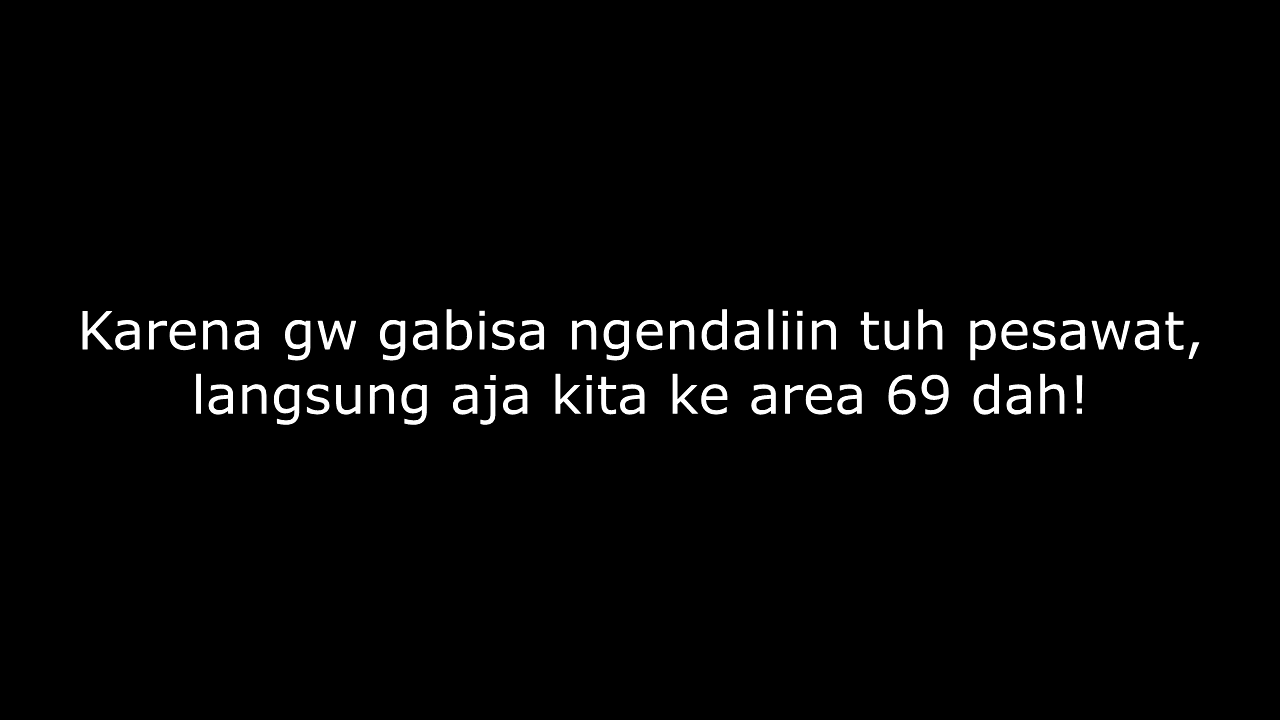 Karena gw gabisa ngendaliin tuh pesawat,
langsung aja kita ke area 69 dah!